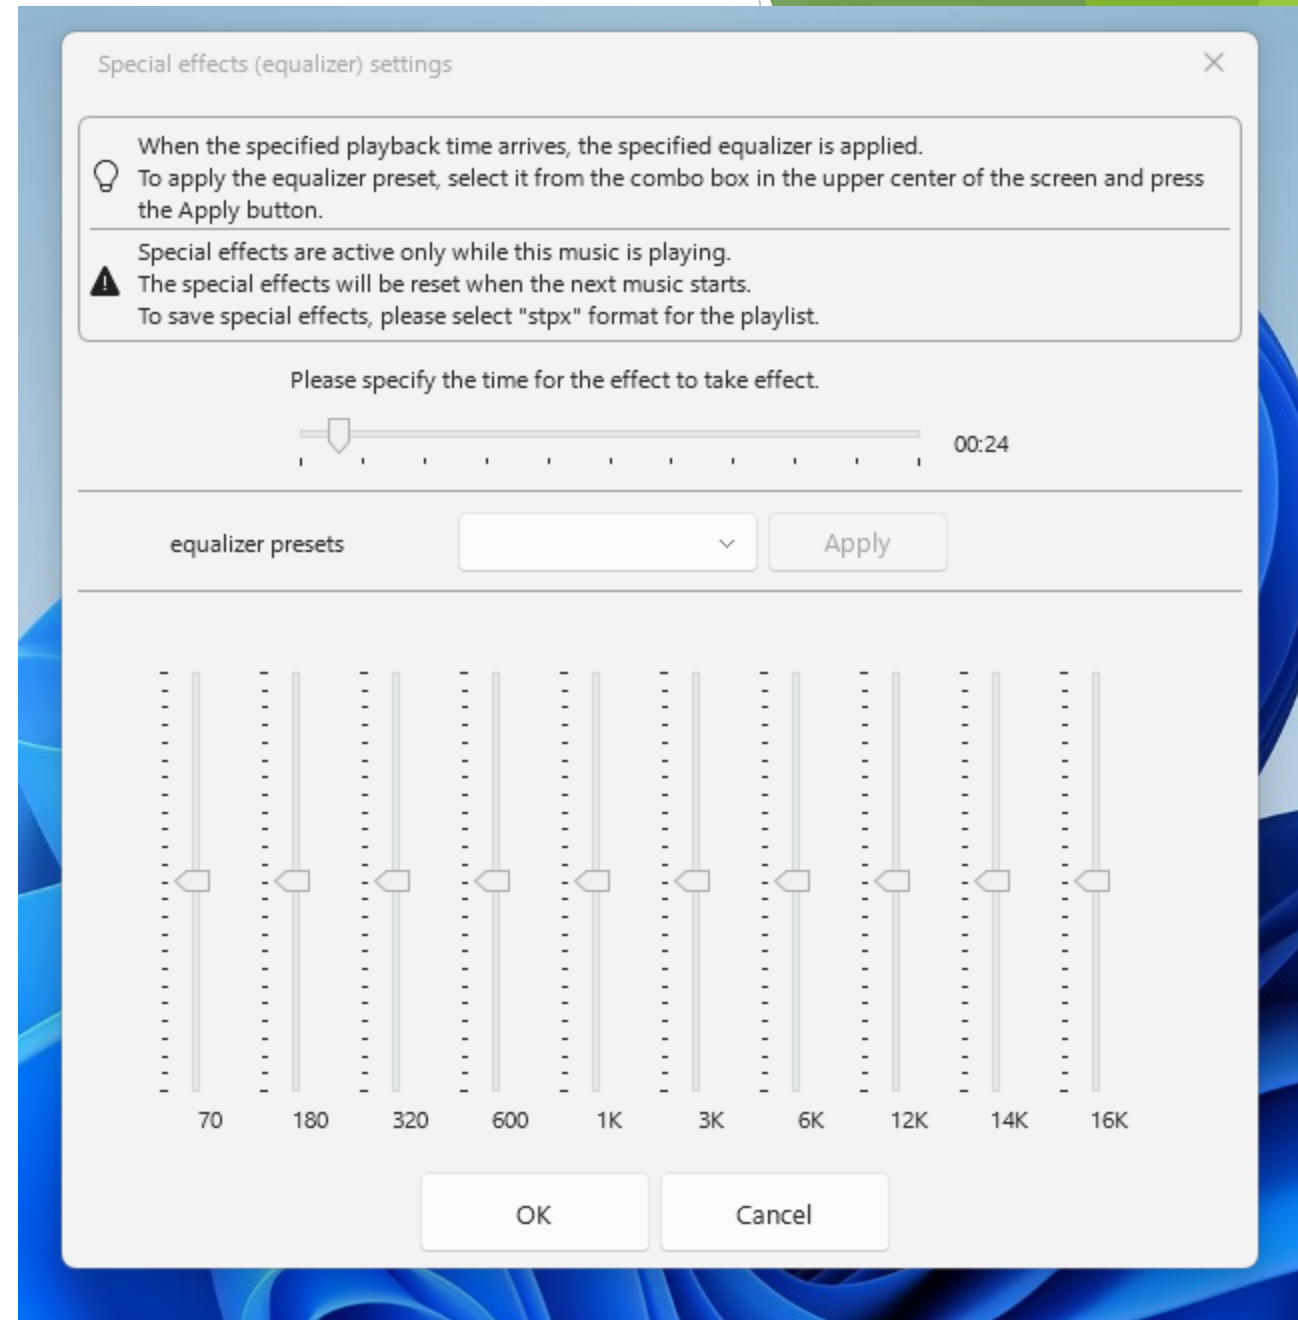 Special effects (equalizer) settings
When the specified playback time arrives, the specified equalizer is applied.
To apply the equalizer preset, select it from the combo box in the upper center of the screen and press
the Apply button.
Special effects are active only while this music is playing.
The special effects will be reset when the next music starts.
To save special effects, please select "stpx" format for the playlist.
Please specify the time for the effect to take effect.
00:24
equalizer presets
Apply
70 180 320 600 1K 3K 6K 12K 14K 16K
OK Cancel